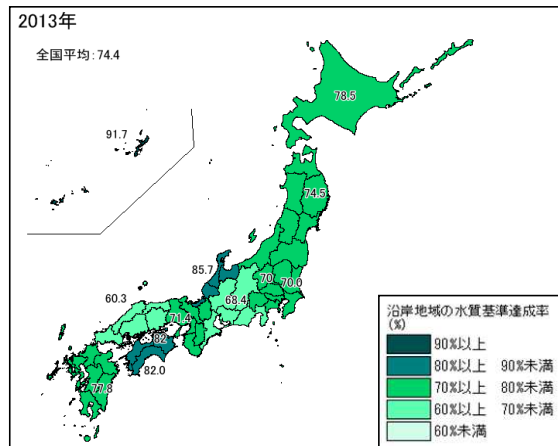 2013年
全国平均:74.4
78.5
91.7
74.5
85.7
70
70.0
68.4
60.3
71.4
82
82.0
77.8
沿岸地域の水質基準達成率
(%)
90%以上
80%以上 90%未満
70%以上 80%未満
60%以上 70%未満
60%未満